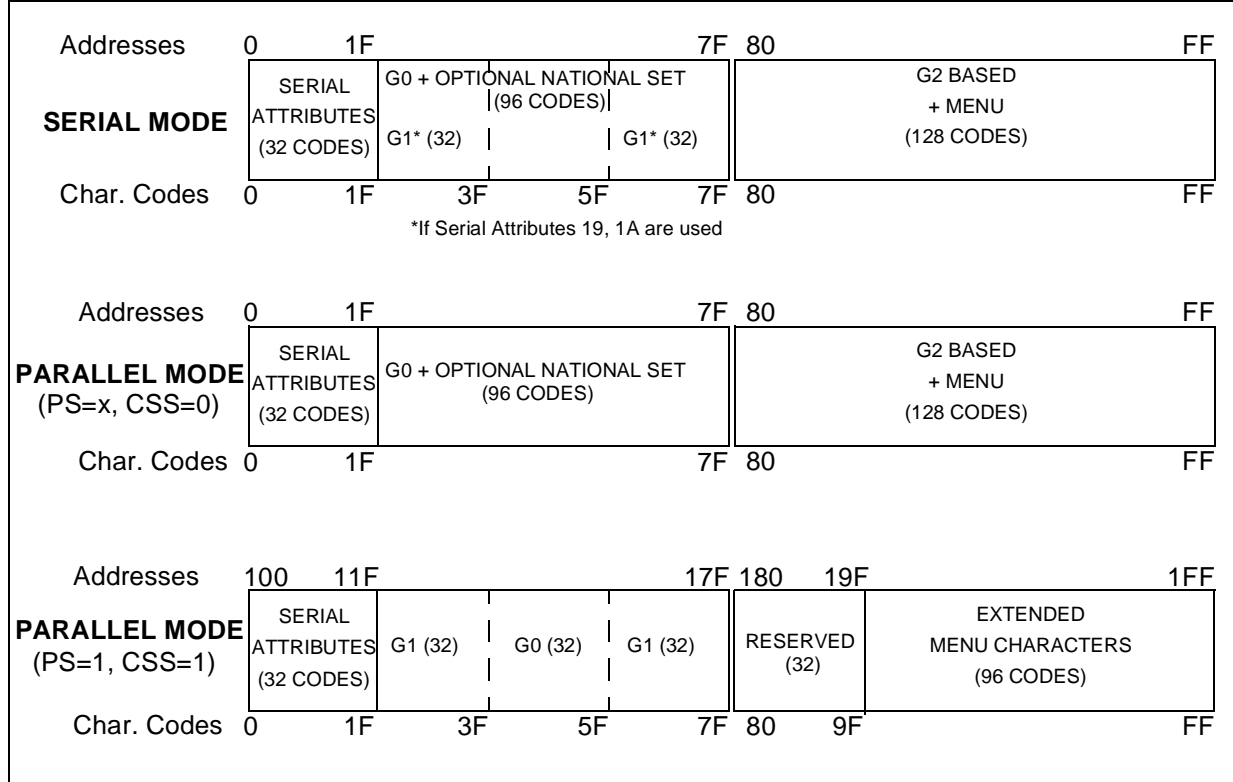 Addresses 0 1F 7F 80 FF
SERIAL MODE
SERIAL
ATTRIBUTES
(32 CODES)
G0 + OPTIONAL NATIONAL SET
(96 CODES)
G1* (32)
G1* (32)
G2 BASED
+ MENU
(128 CODES)
Char. Codes 0 1F 3F 5F 7F 80 FF
*If Serial Attributes 19, 1A are used
Addresses 0 1F 7F 80 FF
PARALLEL MODE
(PS=x, CSS=0)
SERIAL
ATTRIBUTES
(32 CODES)
G0 + OPTIONAL NATIONAL SET
(96 CODES)
G2 BASED
+ MENU
(128 CODES)
Char. Codes 0 1F 7F 80 FF
Addresses 100 11F 17F 180 19F 1FF
PARALLEL MODE
(PS=1, CSS=1)
SERIAL
ATTRIBUTES
(32 CODES)
G1 (32)
G0 (32)
G1 (32)
RESERVED
(32)
EXTENDED
MENU CHARACTERS
(96 CODES)
Char. Codes 0 1F 3F 5F 7F 80 9F FF